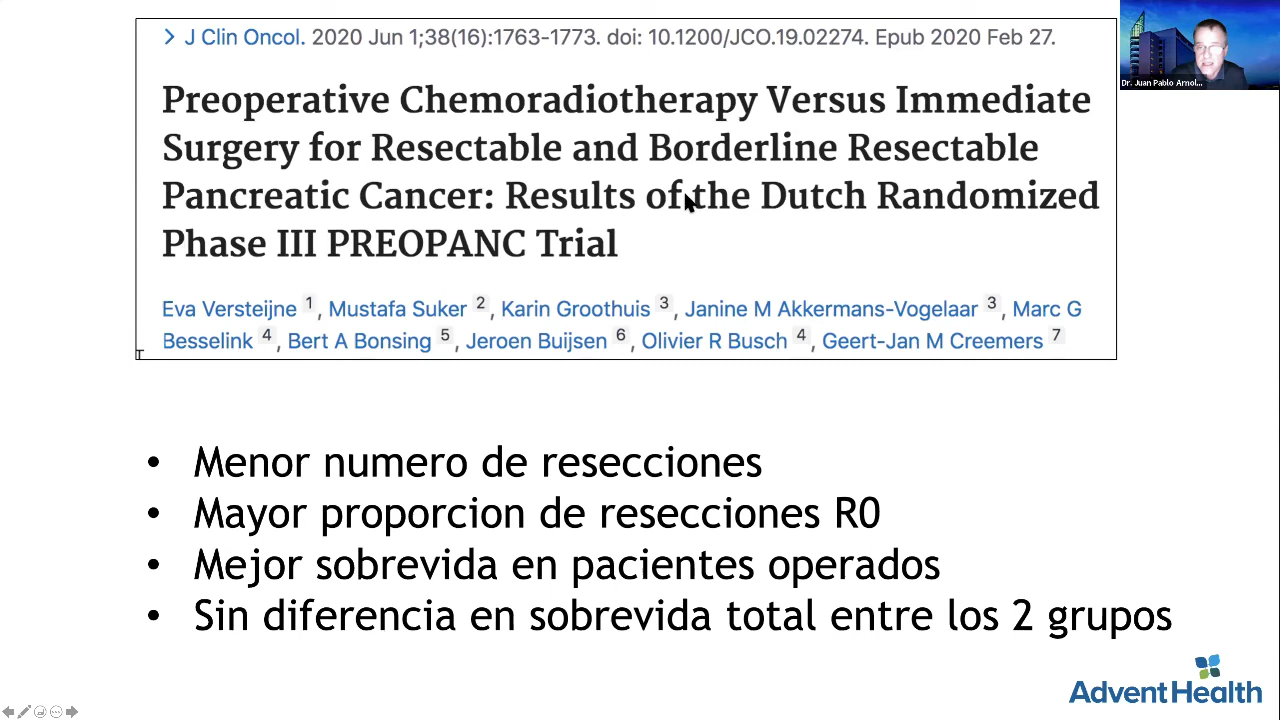 > J Clin Oncol. 2020 Jun 1;38(16):1763-1773. doi: 10.1200/JCO.19.02274. Epub 2020 Feb 27.
Preoperative Chemoradiotherapy Versus Immediate
Surgery for Resectable and Borderline Resectable
Pancreatic Cancer: Results of the Dutch Randomized
Phase III PREOPANC Trial
Eva Versteijne 1 , Mustafa Suker 2 , Karin Groothuis 3 , Janine M Akkermans-Vogelaar 3 , Marc G
Besselink 4 , Bert A Bonsing 5 , Jeroen Buijsen 6 , Olivier R Busch 4 , Geert-Jan M Creemers 7
T
• Menor numero de resecciones
• Mayor proporcion de resecciones R0
• Mejor sobrevida en pacientes operados
• Sin diferencia en sobrevida total entre los 2 grupos
Dr. Juan Pablo Arnol...
AdventHealth